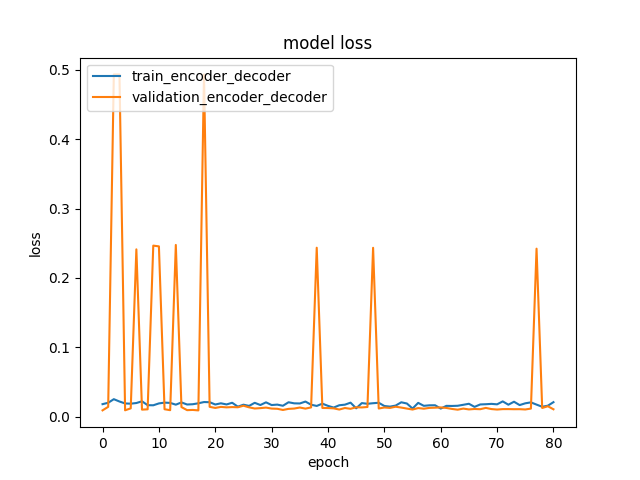 model loss
train_encoder_decoder
validation_encoder_decoder
0.5
0.4
0.3
0.2
0.1
0.0
loss
0 10 20 30 40 50 60 70 80
epoch